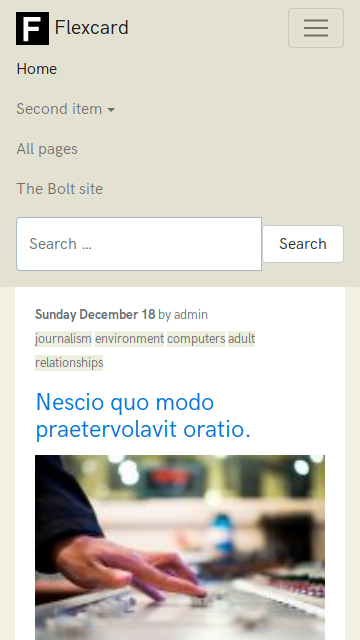 F Flexcard
Home
Second item
All pages
The Bolt site
Search ...
Search
Sunday December 18 by admin
journalism environment computers adult
relationships
Nescio quo modo
praetervolavit oratio.